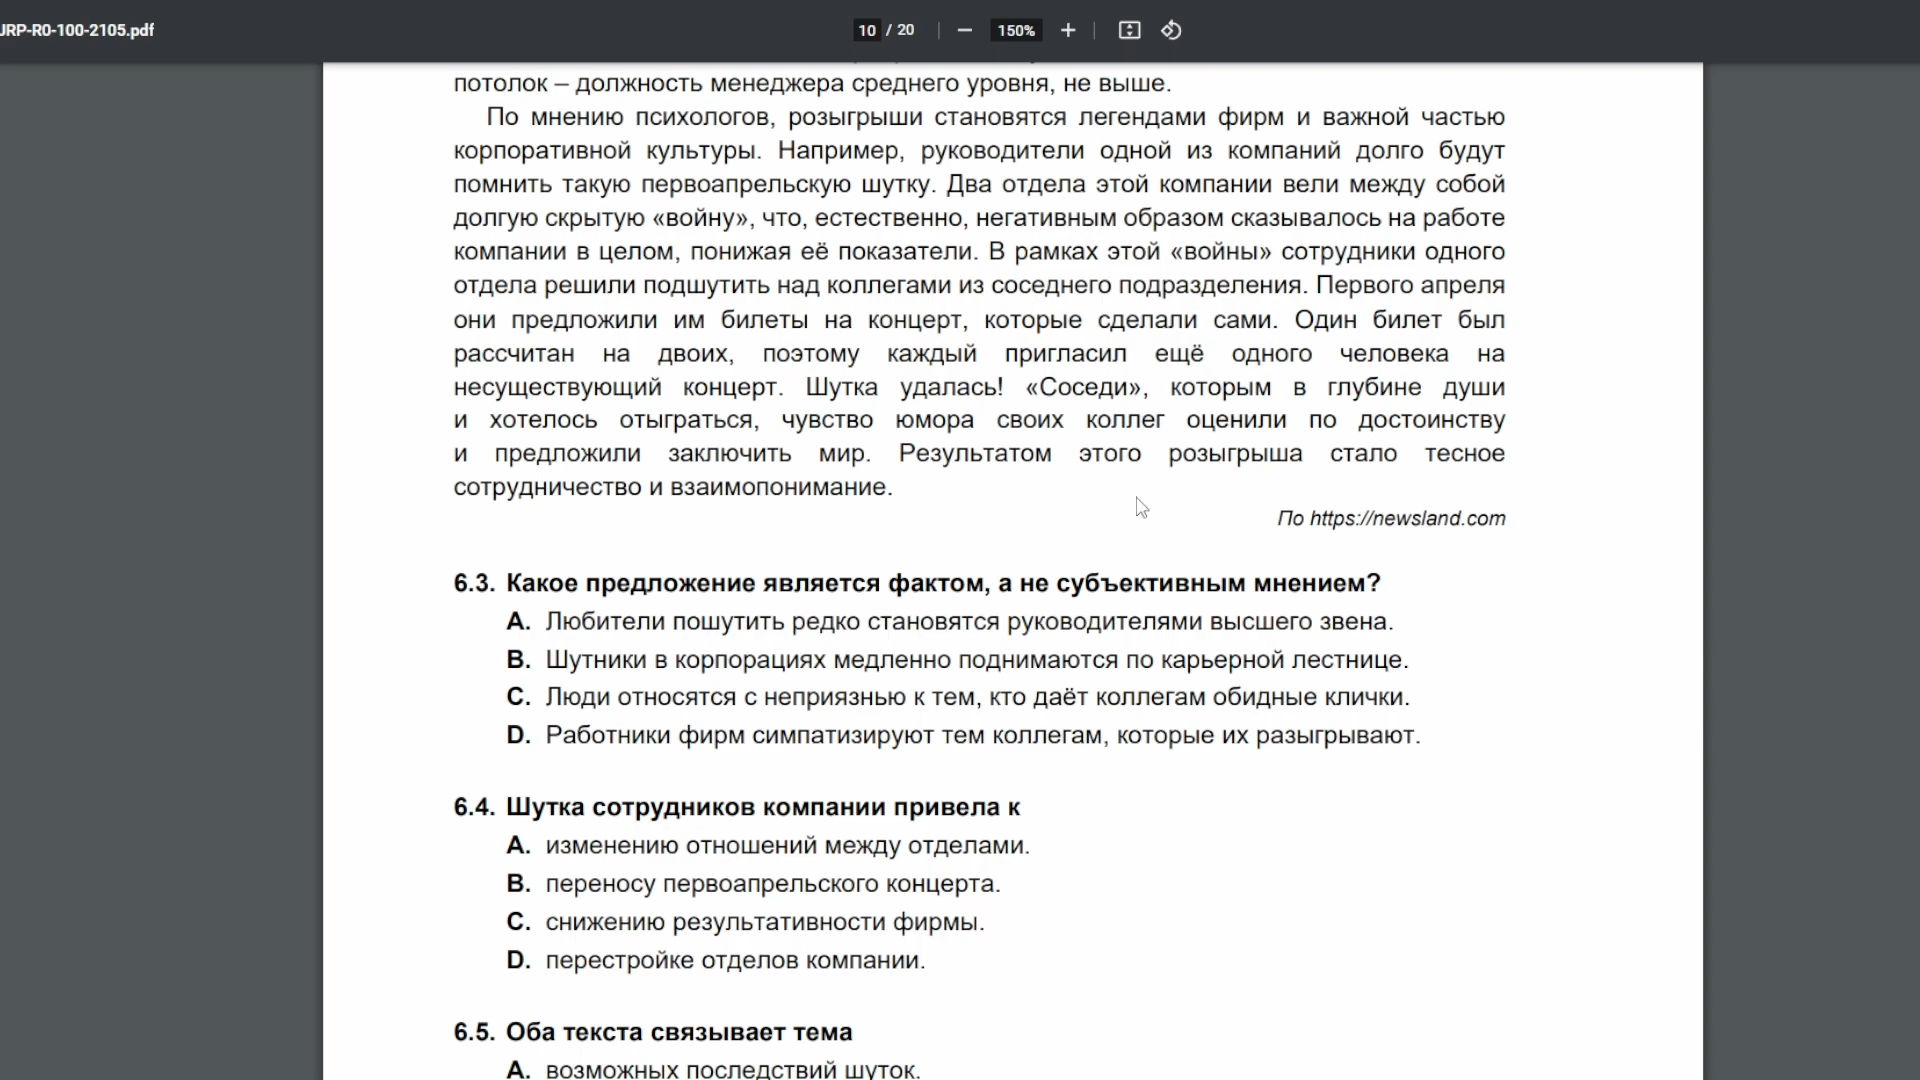 JRP-R0-100-2105.pdf
10 / 20
150%
потолок – должность менеджера среднего уровня, не выше.
По мнению психологов, розыгрыши становятся легендами фирм и важной частью
корпоративной культуры. Например, руководители одной из компаний долго будут
помнить такую первоапрельскую шутку. Два отдела этой компании вели между собой
долгую скрытую «войну», что, естественно, негативным образом сказывалось на работе
компании в целом, понижая её показатели. В рамках этой «войны» сотрудники одного
отдела решили подшутить над коллегами из соседнего подразделения. Первого апреля
они предложили им билеты на концерт, которые сделали сами. Один билет был
рассчитан на двоих, поэтому каждый пригласил ещё одного человека на
несуществующий концерт. Шутка удалась! «Соседи», которым в глубине души
и хотелось отыграться, чувство юмора своих коллег оценили по достоинству
и предложили заключить мир. Результатом этого розыгрыша стало тесное
сотрудничество и взаимопонимание.
По https://newsland.com
6.3. Какое предложение является фактом, а не субъективным мнением?
A. Любители пошутить редко становятся руководителями высшего звена.
B. Шутники в корпорациях медленно поднимаются по карьерной лестнице.
C. Люди относятся с неприязнью к тем, кто даёт коллегам обидные клички.
D. Работники фирм симпатизируют тем коллегам, которые их разыгрывают.
6.4. Шутка сотрудников компании привела к
A. изменению отношений между отделами.
B. переносу первоапрельского концерта.
C. снижению результативности фирмы.
D. перестройке отделов компании.
6.5. Оба текста связывает тема
A. возможных последствий шуток.